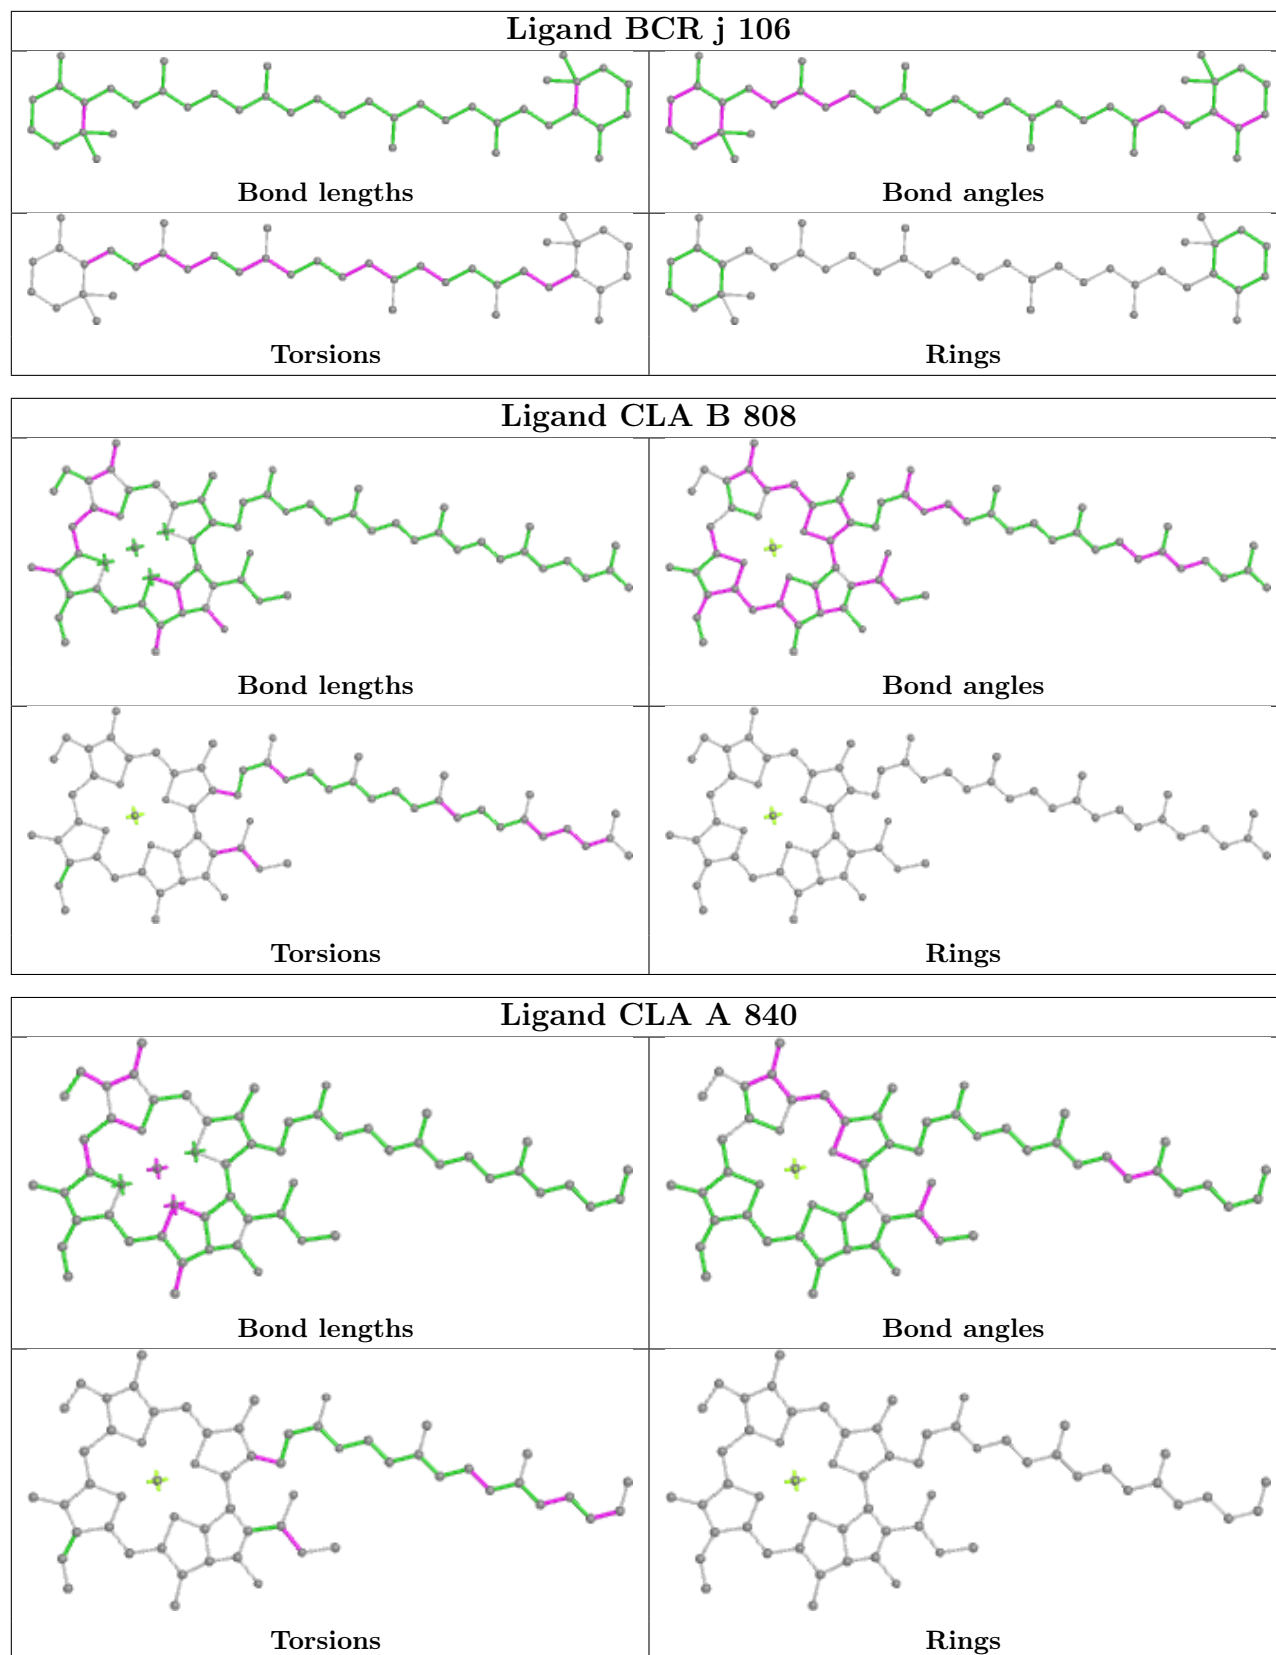 Ligand BCR j 106
Bond lengths
Bond angles
Torsions
Rings
Ligand CLA B 808
Bond lengths
Bond angles
Torsions
Rings
Ligand CLA A 840
Bond lengths
Bond angles
Torsions
Rings